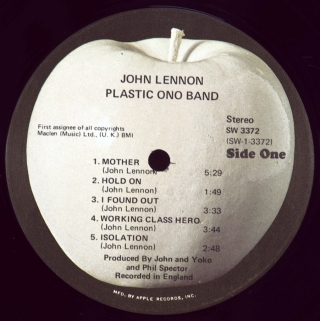 JOHN LENNON
PLASTIC ONO BAND
First assignee of all copyrights
Maclen (Music) Ltd., (U. K.) BMI
Stereo
SW 3372
(SW-1-3372)
Side One
1. MOTHER
(John Lennon) 5:29
2. HOLD ON
(John Lennon) 1:49
3. I FOUND OUT
(John Lennon) 3:33
4. WORKING CLASS HERO
(John Lennon) 3:44
5. ISOLATION
(John Lennon) 2:48
Produced By John and Yoko
and Phil Spector
Recorded in England
MFD. BY APPLE RECORDS, INC.